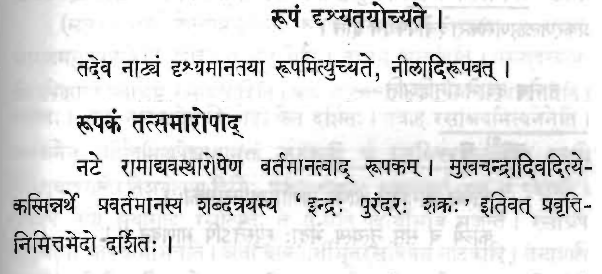 रूपं दृश्यतयोच्यते ।
तदेव नाट्यं दृश्यमानतया रूपमित्युच्यते, नीलादिरूपवत् ।
रूपकं तत्समारोपाद्
नटे रामाद्यवस्थारोपेण वर्तमानत्वाद् रूपकम् । मुखचन्द्रादिवदित्ये-
कस्मिन्नर्थे प्रवर्तमानस्य शब्दत्रयस्य ‘ इन्द्रः पुरंदरः शक्रः’ इतिवत् प्रवृत्ति-
निमित्तभेदो दर्शितः ।